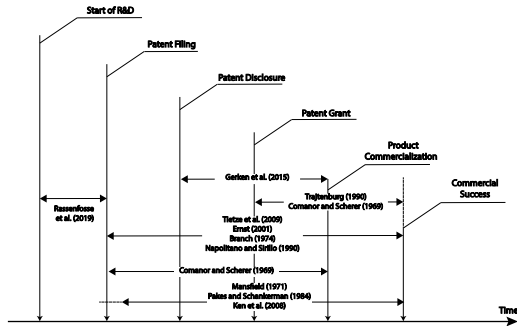 Start of R&D
Patent Filing
Patent Disclosure
Patent Grant
Product
Commercialization
Commercial
Success
Gerken et al. (2015)
Trajtenburg (1990)
Comanor and Scherer (1969)
Rassenfosse
et al. (2019)
Tietze et al. (2009)
Ernst (2001)
Branch (1974)
Napolitano and Sirilio (1990)
Comanor and Scherer (1969)
Mansfield (1971)
Pakes and Schankerman (1984)
Ken et al. (2008)
Time